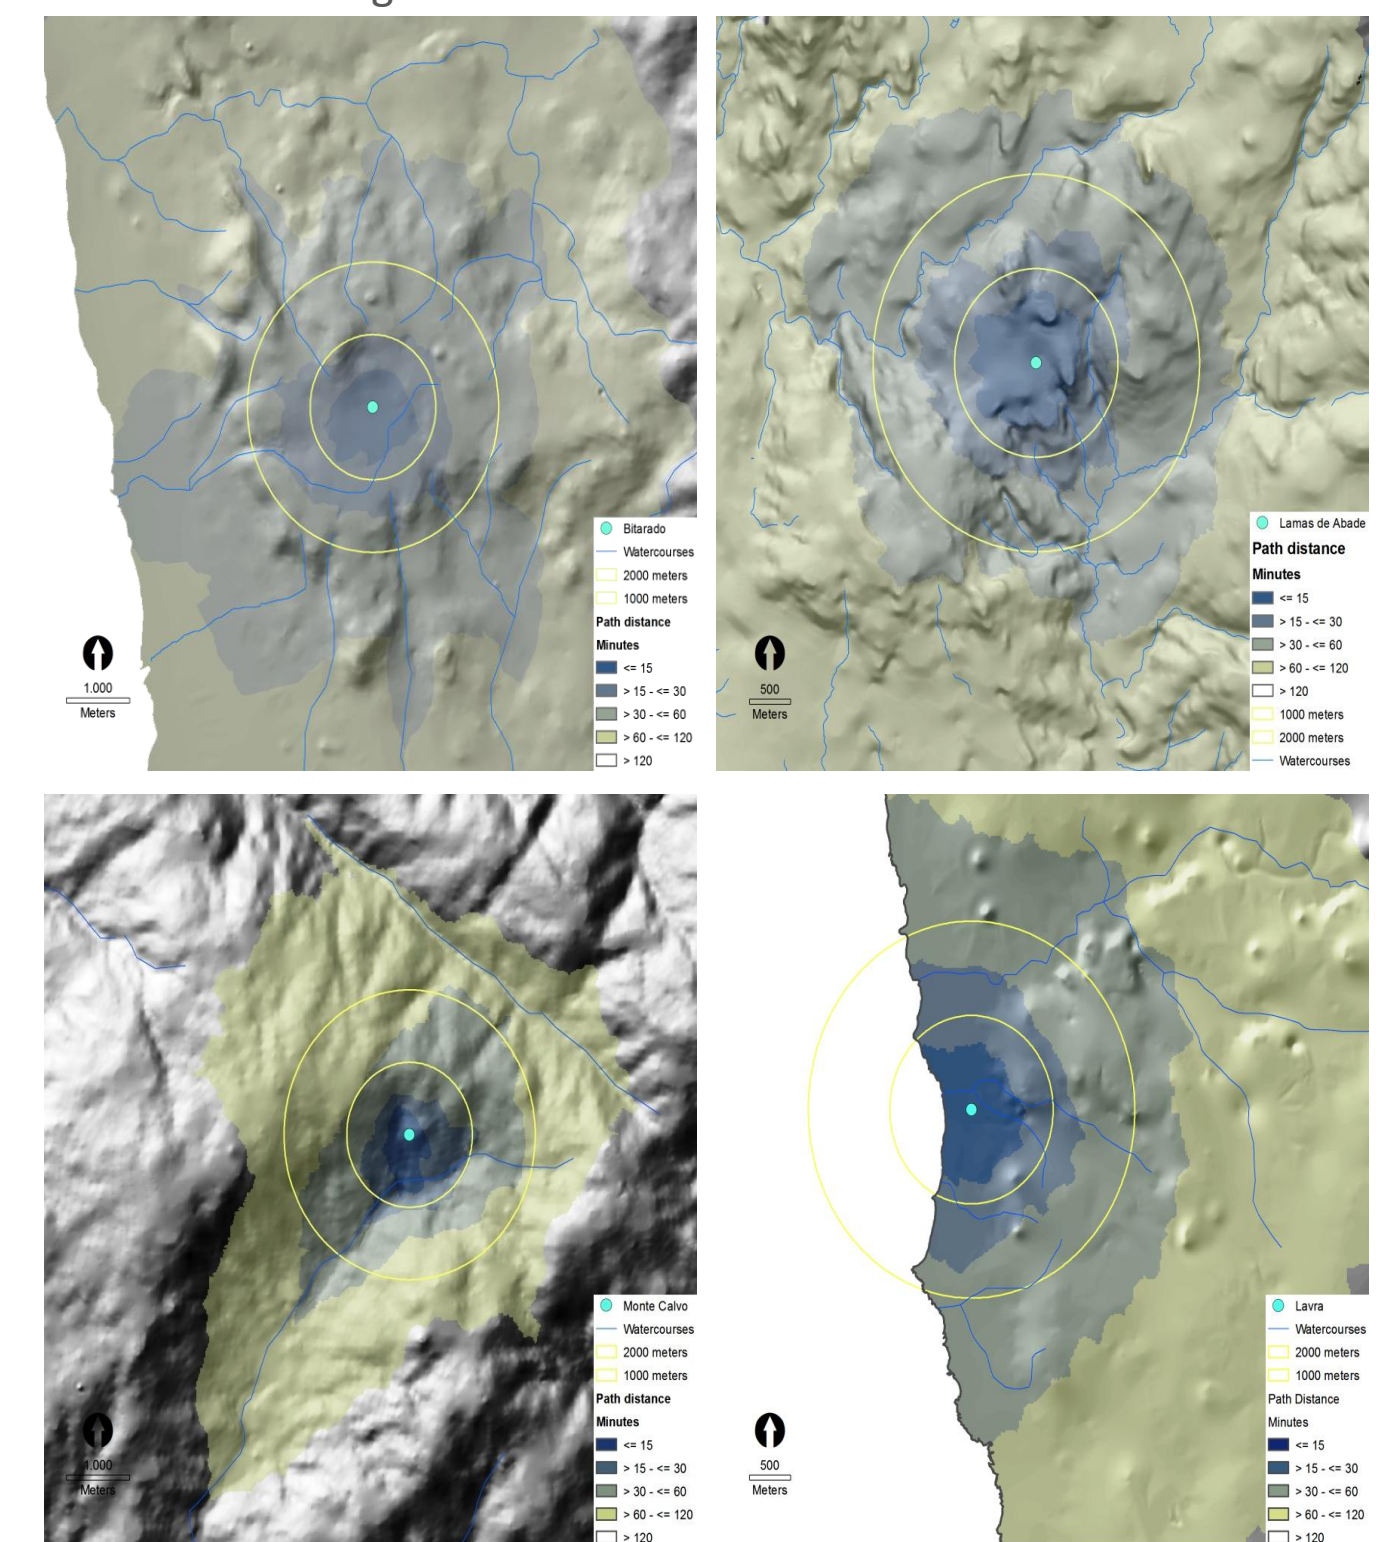 Bitarado
Watercourses
2000 meters
1000 meters
Path distance
Minutes
<= 15
> 15 - <= 30
> 30 - <= 60
> 60 - <= 120
> 120
1.000
Meters
Lamas de Abade
Path distance
Minutes
<= 15
> 15 - <= 30
> 30 - <= 60
> 60 - <= 120
> 120
1000 meters
2000 meters
Watercourses
500
Meters
Monte Calvo
Watercourses
2000 meters
1000 meters
Path distance
Minutes
<= 15
> 15 - <= 30
> 30 - <= 60
> 60 - <= 120
> 120
1.000
Meters
Lavra
Watercourses
2000 meters
1000 meters
Path Distance
Minutes
<= 15
> 15 - <= 30
> 30 - <= 60
> 60 - <= 120
> 120
500
Meters